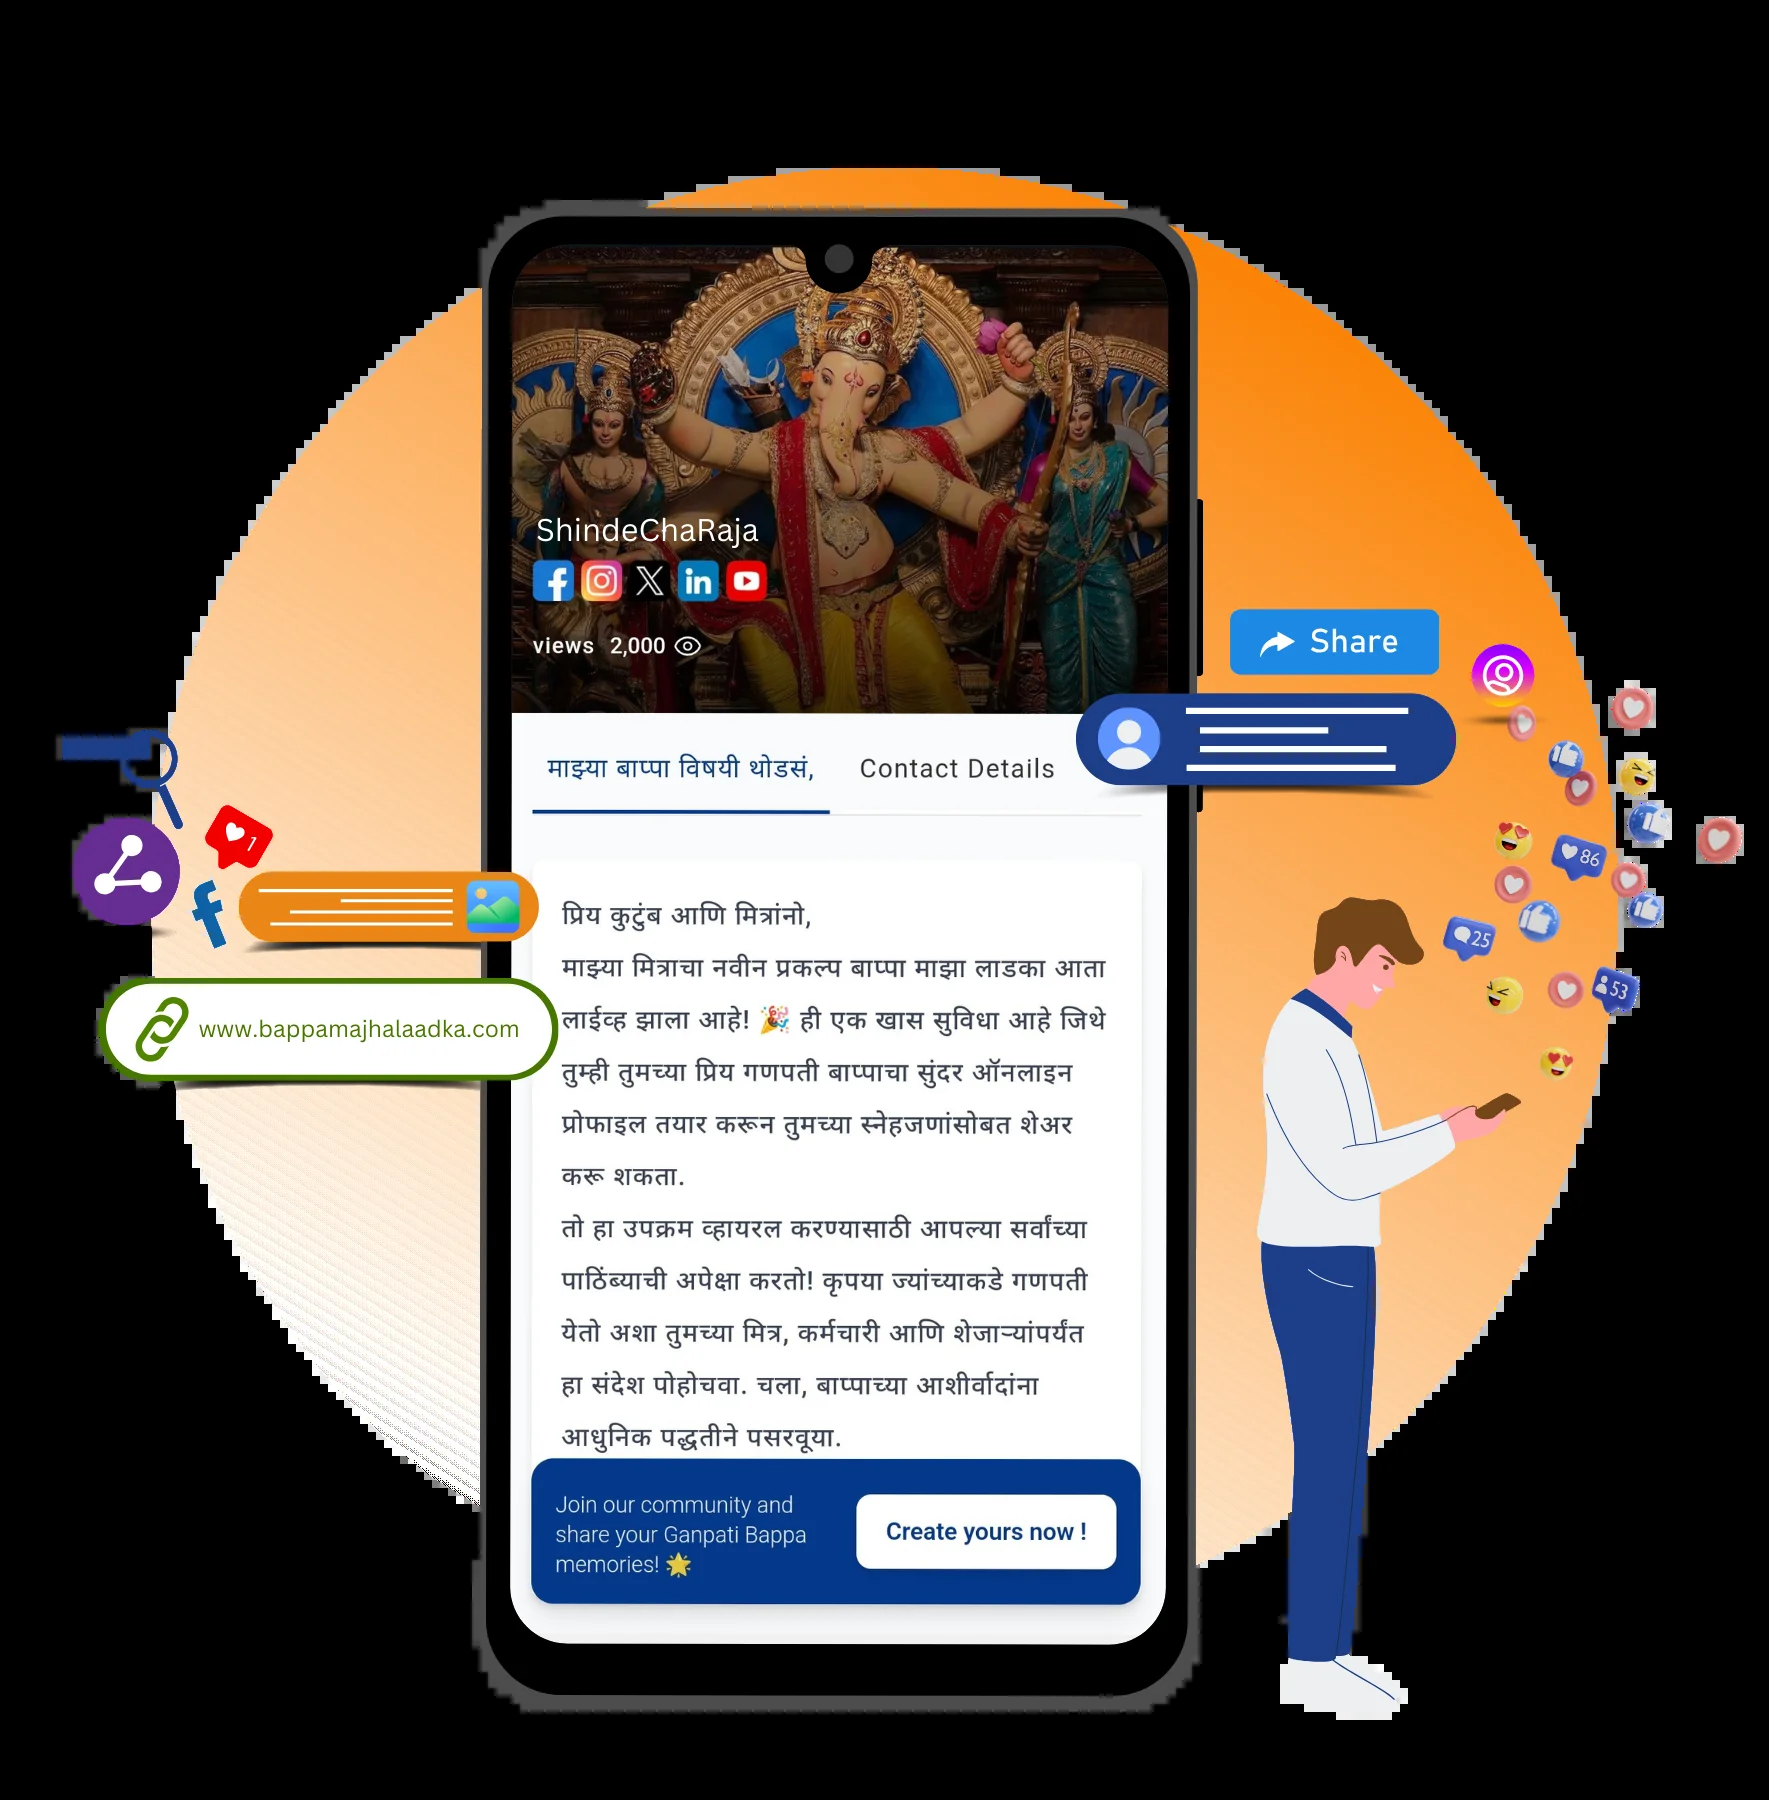 ShindeChaRaja
views 2,000
Share
माझ्या बाप्पा विषयी थोडसं,
Contact Details
1
86
25
53
www.bappamajhalaadka.com
प्रिय कुटुंब आणि मित्रांनो,
माझ्या मित्राचा नवीन प्रकल्प बाप्पा माझा लाडका आता
लाईव्ह झाला आहे! 🎉 ही एक खास सुविधा आहे जिथे
तुम्ही तुमच्या प्रिय गणपती बाप्पाचा सुंदर ऑनलाइन
प्रोफाइल तयार करून तुमच्या स्नेहजणांसोबत शेअर
करू शकता.
तो हा उपक्रम व्हायरल करण्यासाठी आपल्या सर्वांच्या
पाठिंब्याची अपेक्षा करतो! कृपया ज्यांच्याकडे गणपती
येतो अशा तुमच्या मित्र, कर्मचारी आणि शेजाऱ्यांपर्यंत
हा संदेश पोहोचवा. चला, बाप्पाच्या आशीर्वादांना
आधुनिक पद्धतीने पसरवूया.
Join our community and
share your Ganpati Bappa
memories! 🌟
Create yours now !